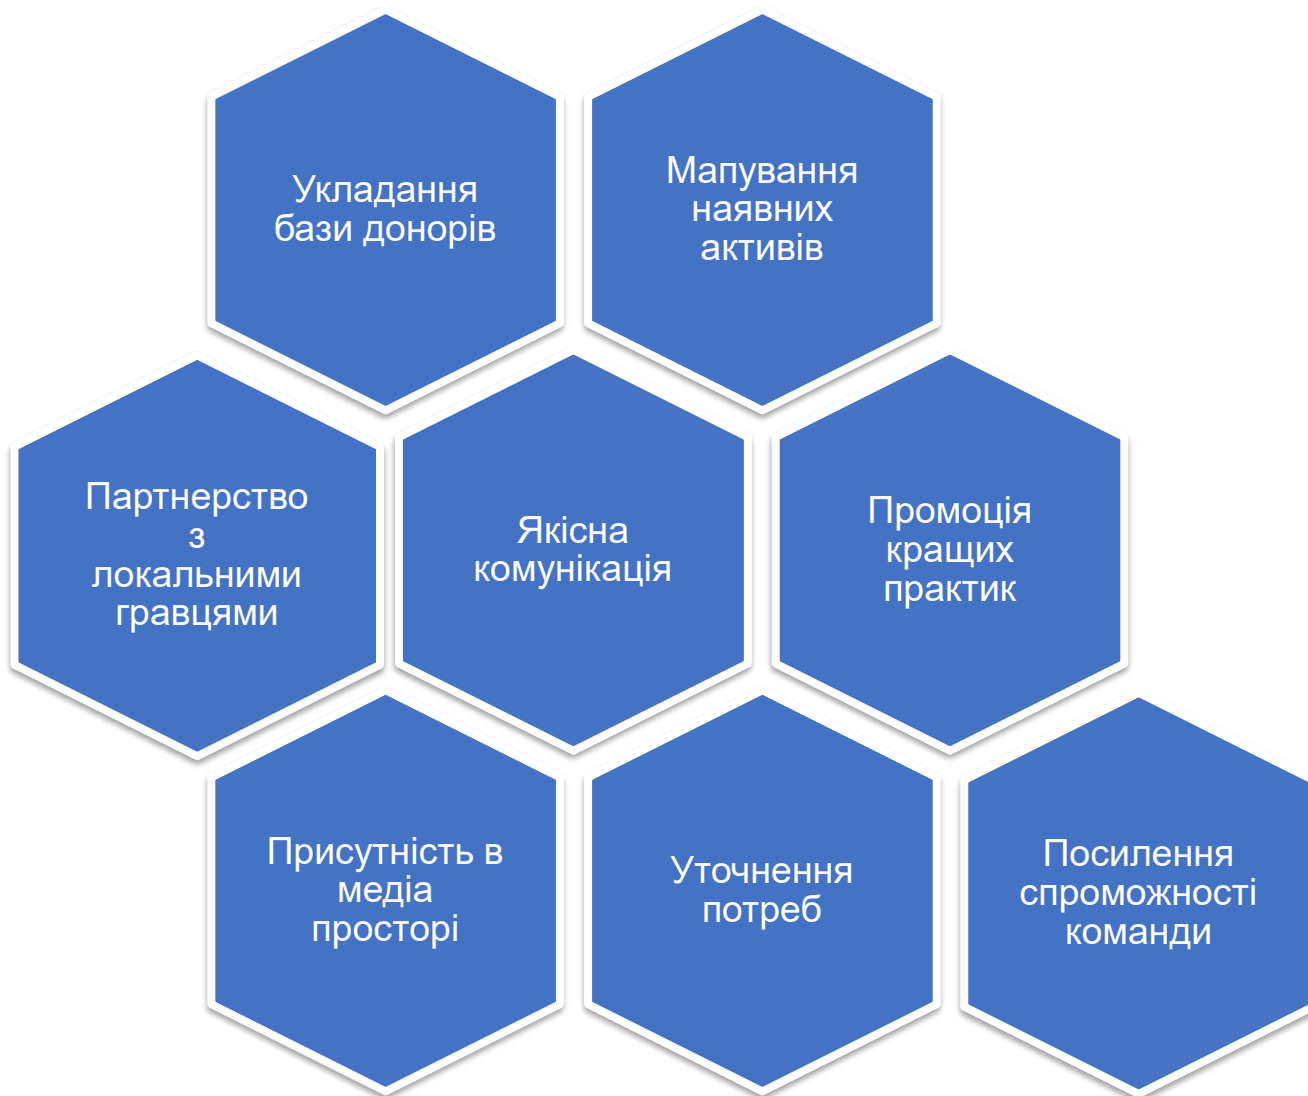 Укладання
бази донорів
Мапування
наявних
активів
Партнерство
з
локальними
гравцями
Якісна
комунікація
Промоція
кращих
практик
Присутність в
медіа
просторі
Уточнення
потреб
Посилення
спроможності
команди